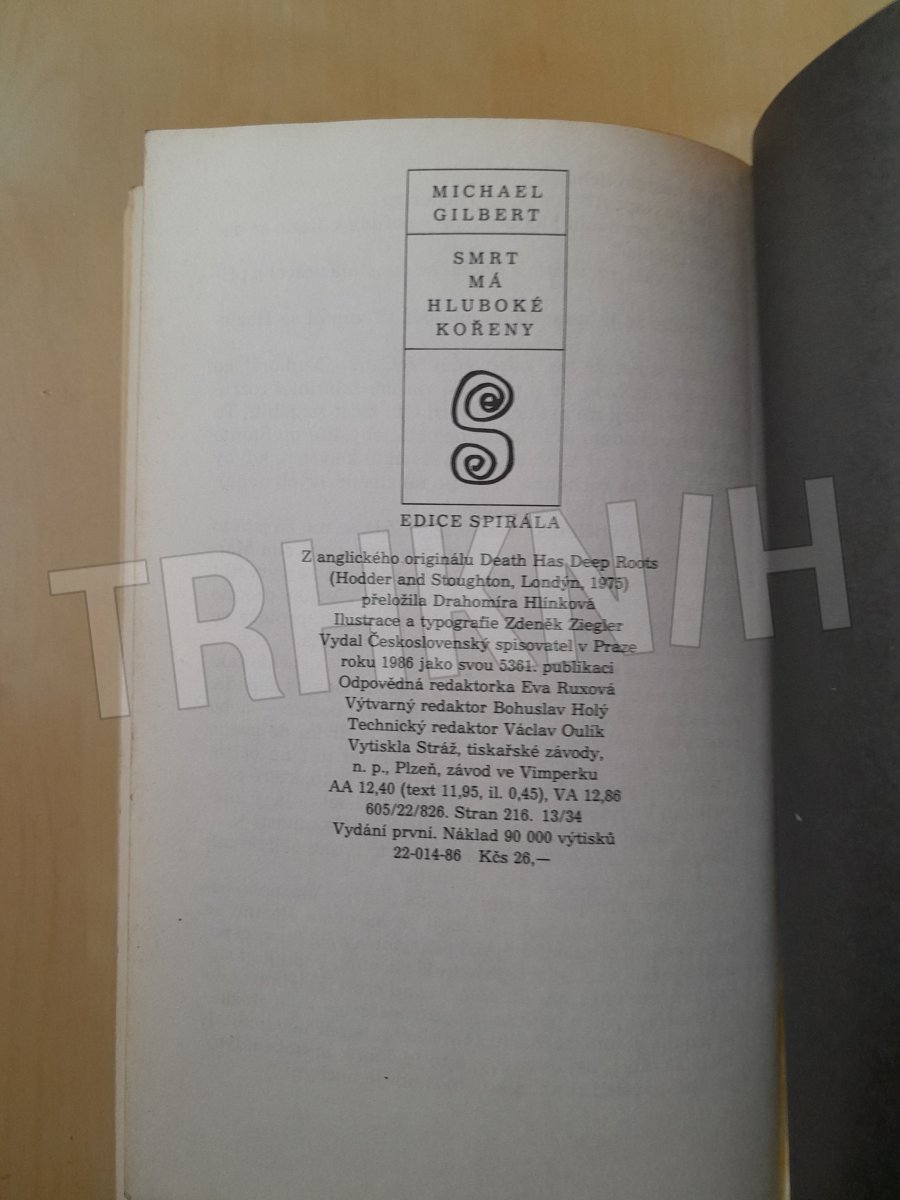 MICHAEL
GILBERT
SMRT
MÁ
HLUBOKÉ
KOŘENY
EDICE SPIRÁLA
Z anglického originálu Death Has Deep Roots
(Hodder and Stoughton, Londýn, 1975)
přeložila Drahomíra Hlínková
Ilustrace a typografie Zdeněk Ziegler
Vydal Československý spisovatel v Praze
roku 1986 jako svou 5361. publikaci
Odpovědná redaktorka Eva Ruxová
Výtvarný redaktor Bohuslav Holý
Technický redaktor Václav Oulík
Vytiskla Stráž, tiskařské závody,
n. p., Plzeň, závod ve Vimperku
AA 12,40 (text 11,95, il. 0,45), VA 12,86
605/22/826. Stran 216. 13/34
Vydání první. Náklad 90 000 výtisků
22-014-86 Kčs 26,—
TRHKNIH